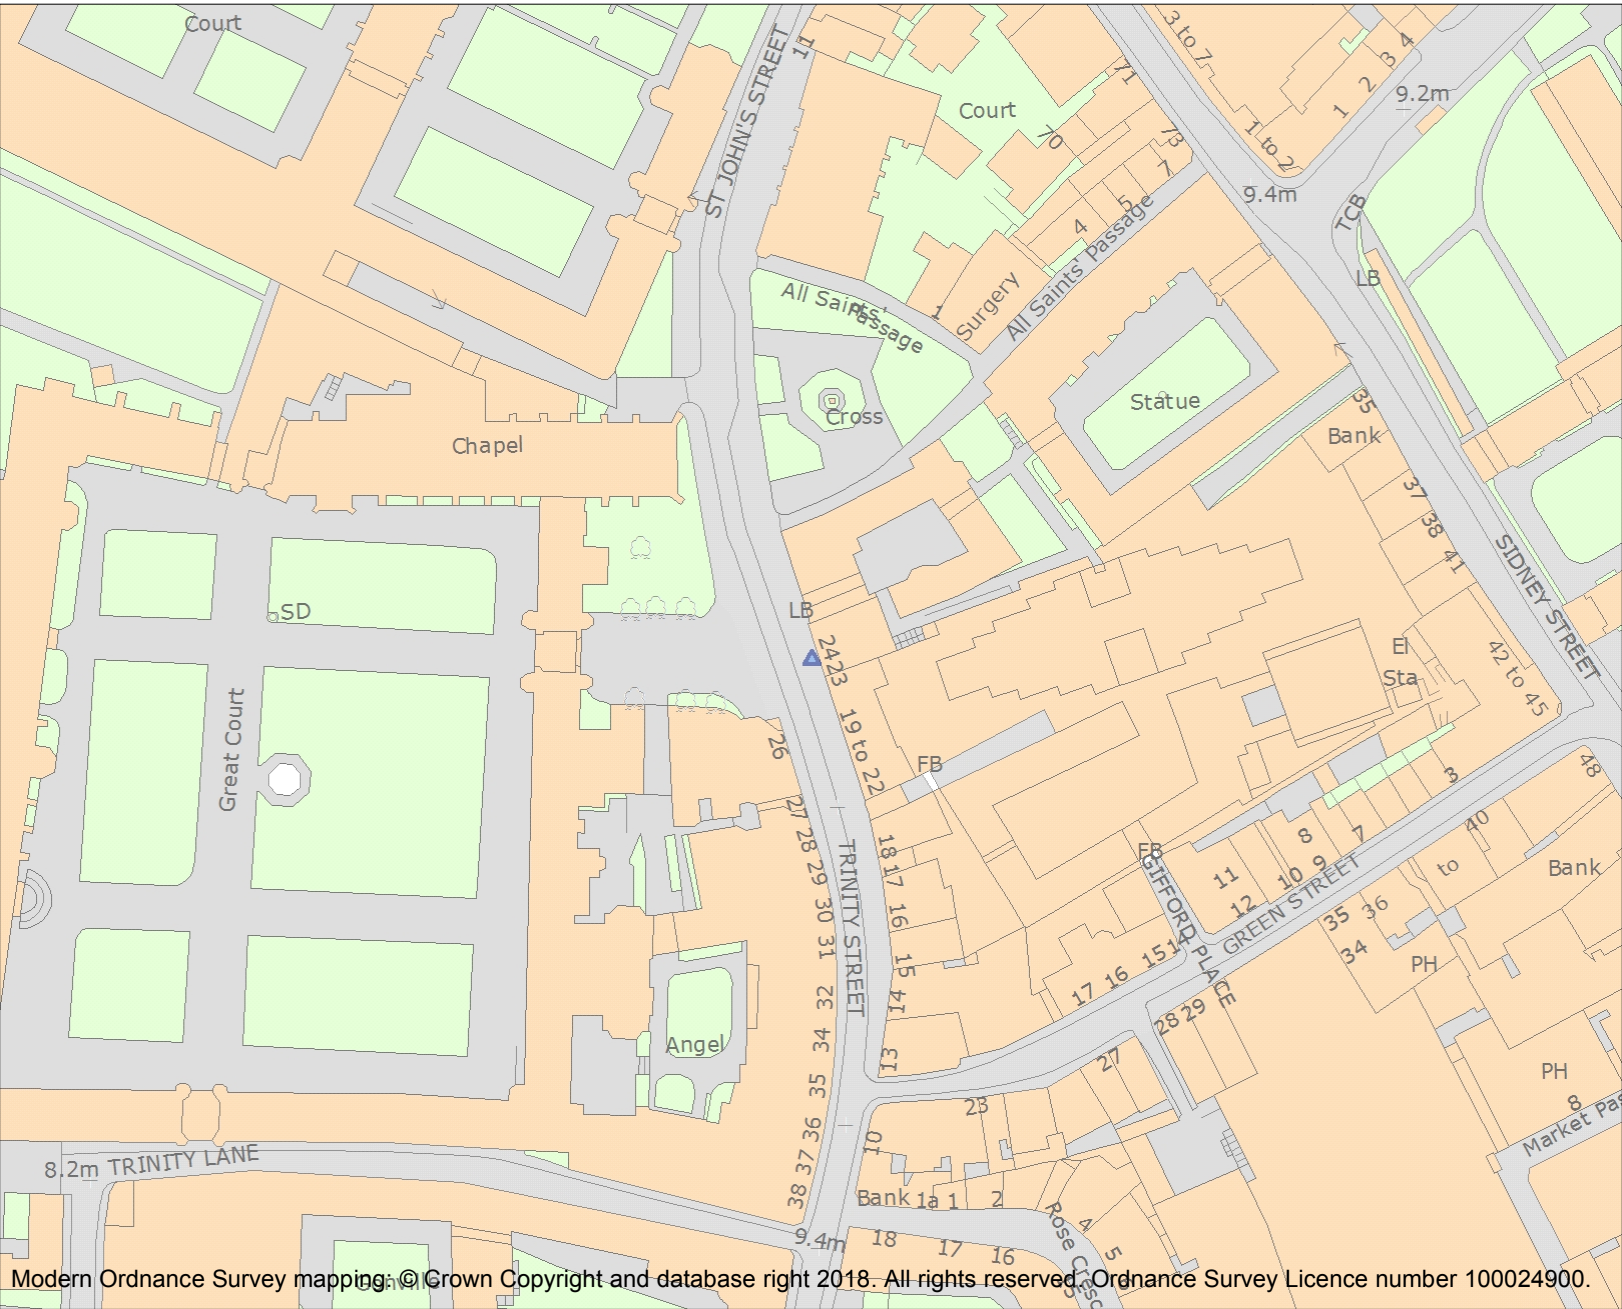 Court
ST JOHN'S STREET
11
3 to 7
71
1 2 3 4
9.2m
Court
70
73
1 to 2
7
9.4m
5
4
TCB
All Saints' Passage
LB
All Saints'
Passage
1
Surgery
Statue
Cross
35
Bank
Chapel
37
38
41
SIDNEY STREET
SD
LB
24
23
El
Sta
42 to 45
Great Court
26
19 to 22
FB
48
3
27
28
29
30
31
32
34
35
36
37
38
TRINITY STREET
18
17
16
15
14
13
10
FB
GIFFORD PLACE
8
7
9
10
11
12
40
to
36
35
34
Bank
GREEN STREET
PH
14
15
16
17
28
29
27
23
Angel
PH
8
Market Pas
8.2m TRINITY LANE
Bank 1a 1
2
4
5
6
Rose Cresc
9.4m
18
17
16
15
Gonville
Modern Ordnance Survey mapping: © Crown Copyright and database right 2018. All rights reserved. Ordnance Survey Licence number 100024900.